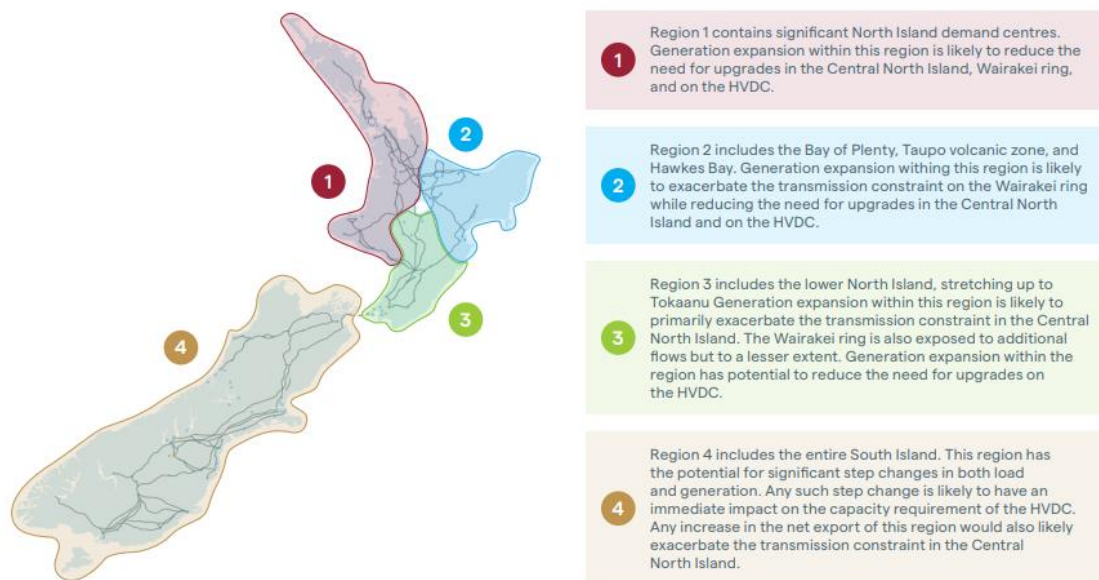 1
Region 1 contains significant North Island demand centres.
Generation expansion within this region is likely to reduce the
need for upgrades in the Central North Island, Wairakei ring,
and on the HVDC.
2
Region 2 includes the Bay of Plenty, Taupo volcanic zone, and
Hawkes Bay. Generation expansion withing this region is likely
to exacerbate the transmission constraint on the Wairakei ring
while reducing the need for upgrades in the Central North
Island and on the HVDC.
3
Region 3 includes the lower North Island, stretching up to
Tokaanu Generation expansion within this region is likely to
primarily exacerbate the transmission constraint in the Central
North Island. The Wairakei ring is also exposed to additional
flows but to a lesser extent. Generation expansion within the
region has potential to reduce the need for upgrades on
the HVDC.
4
Region 4 includes the entire South Island. This region has
the potential for significant step changes in both load
and generation. Any such step change is likely to have an
immediate impact on the capacity requirement of the HVDC.
Any increase in the net export of this region would also likely
exacerbate the transmission constraint in the Central
North Island.
2
1
3
4